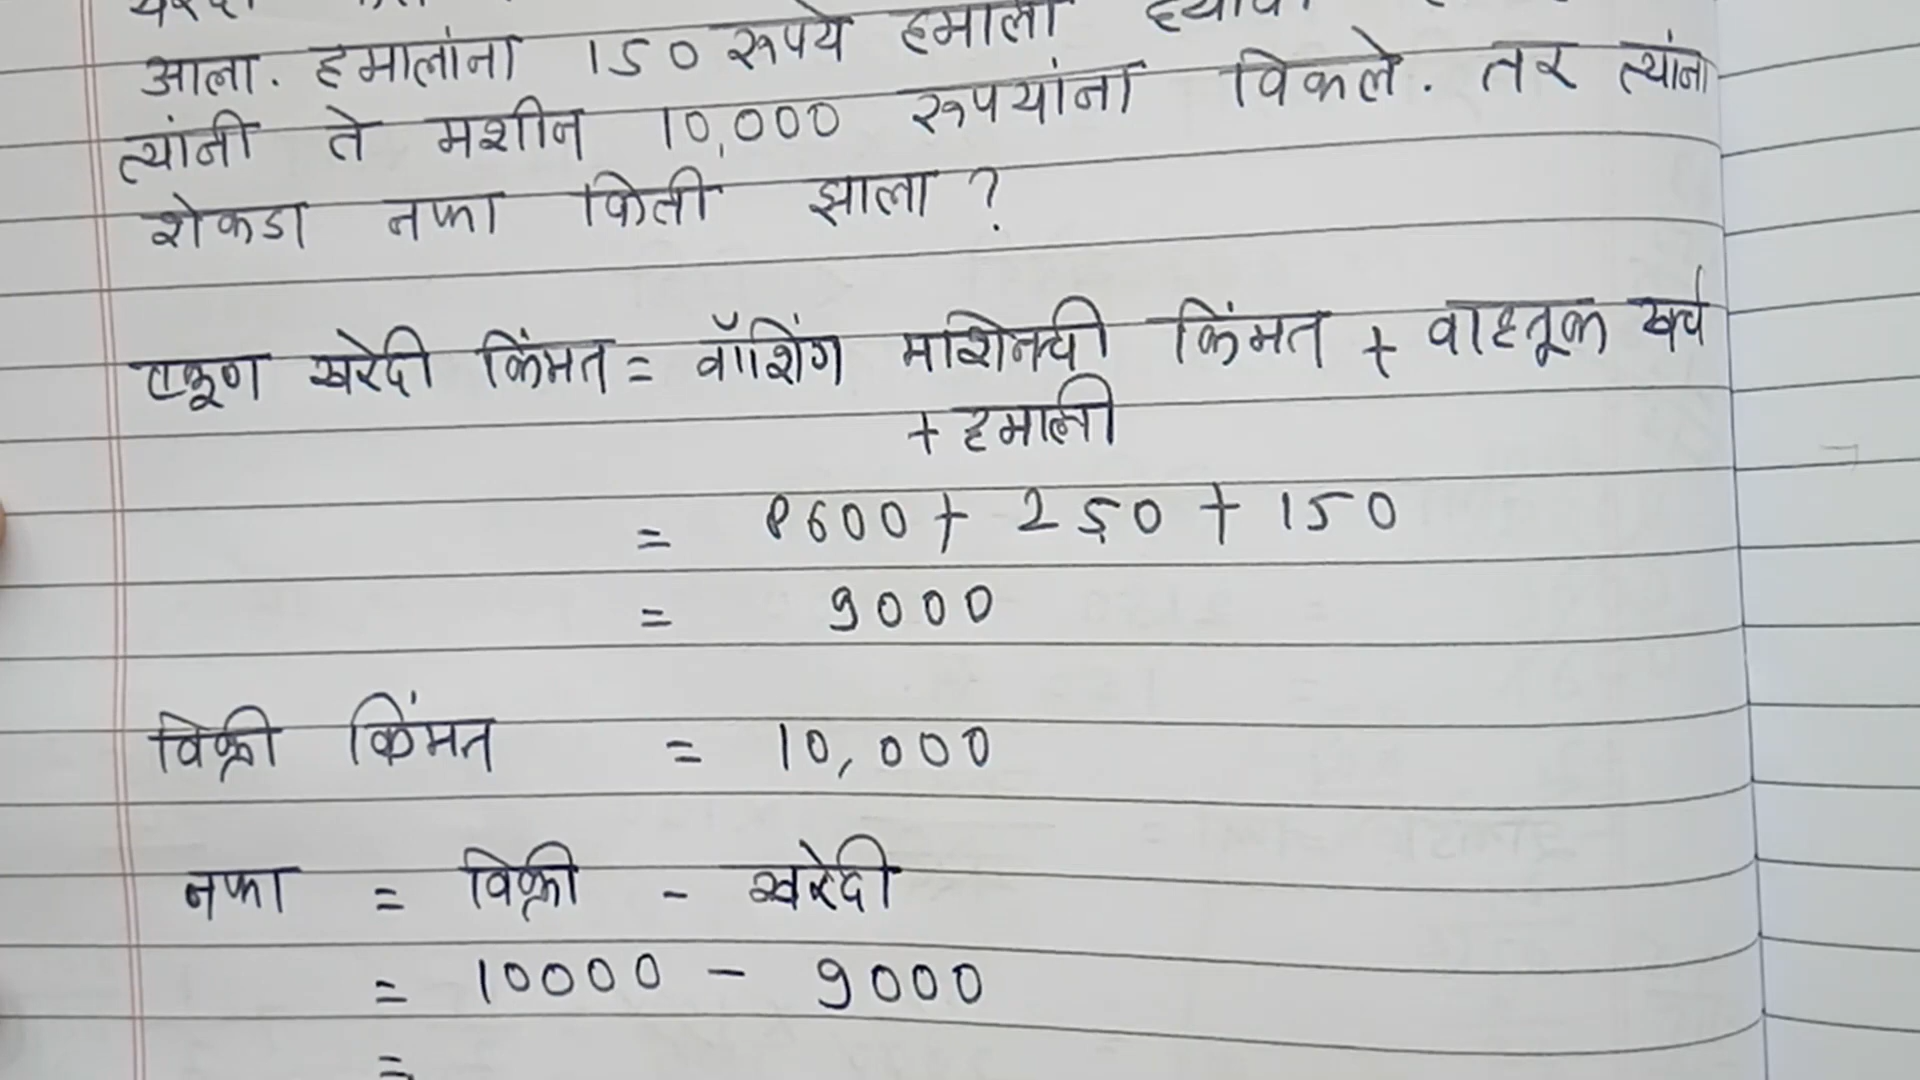 आला. हमालांना 150 रूपये हमाली द्यावी
त्यांनी ते मशीन 10,000 रूपयांना विकले. तर त्यांना
शेकडा नफा किती झाला ?
एकूण खरेदी किंमत = वॉशिंग मशिनची किंमत + वाहतूक खर्च
+ हमाली
= 8600 + 250 + 150
= 9000
विक्री किंमत = 10,000
नफा = विक्री - खरेदी
= 10000 - 9000
=